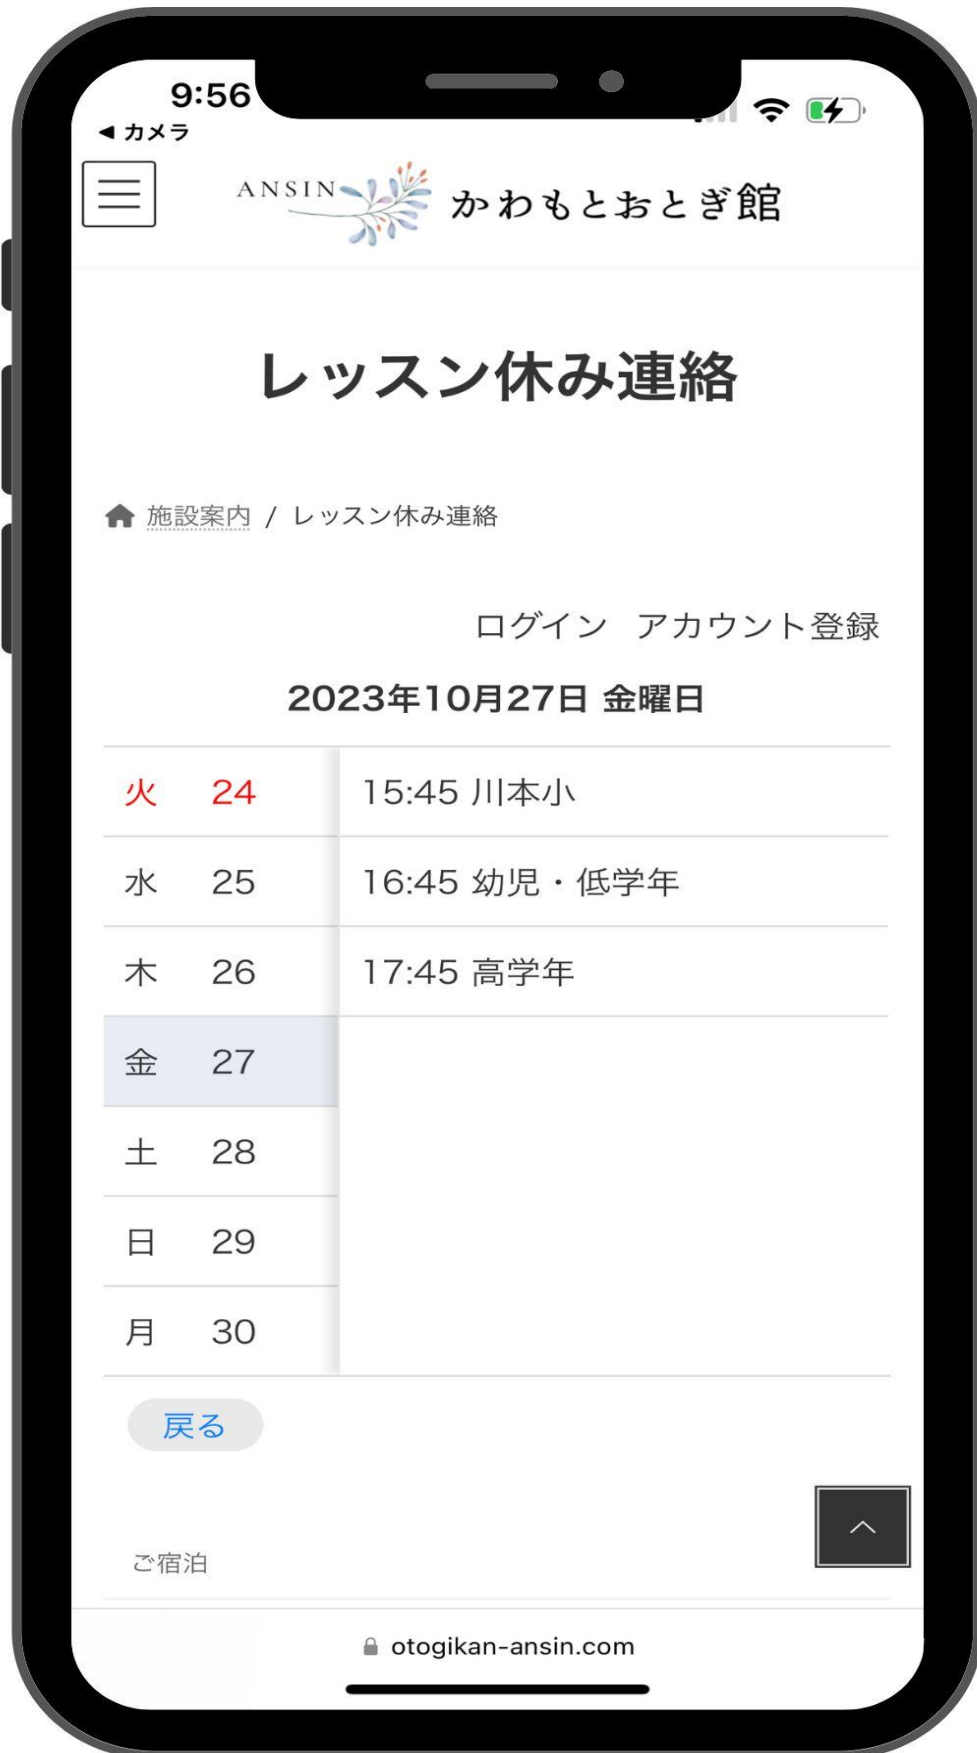 9:56
◀ カメラ
ANSIN かわもとおとぎ館
レッスン休み連絡
施設案内 / レッスン休み連絡
ログイン アカウント登録
2023年10月27日 金曜日
火 24 15:45 川本小
水 25 16:45 幼児・低学年
木 26 17:45 高学年
金 27
土 28
日 29
月 30
戻る
ご宿泊
otogikan-ansin.com